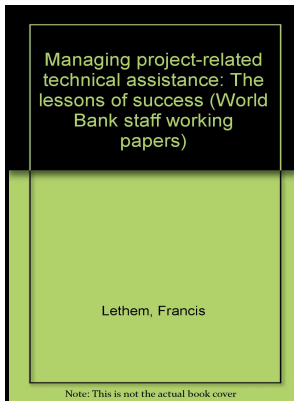 Managing project-related
technical assistance: The
lessons of success (World
Bank staff working
papers)
Lethem, Francis
Note: This is not the actual book cover